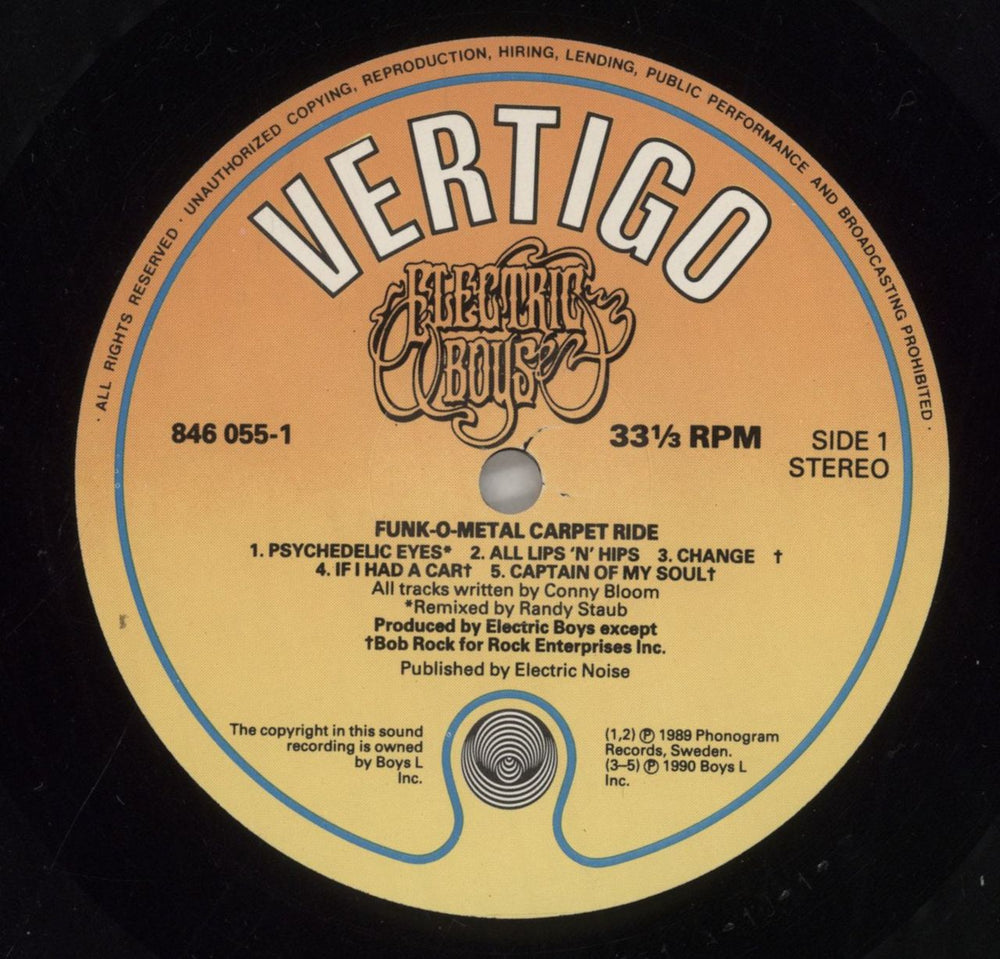 · ALL RIGHTS RESERVED · UNAUTHORIZED COPYING, REPRODUCTION, HIRING, LENDING, PUBLIC PERFORMANCE AND BROADCASTING PROHIBITED ·
VERTIGO
ELECTRIC
BOYS
846 055-1
33⅓ RPM
SIDE 1
STEREO
FUNK-O-METAL CARPET RIDE
1. PSYCHEDELIC EYES* 2. ALL LIPS ‘N’ HIPS 3. CHANGE †
4. IF I HAD A CAR† 5. CAPTAIN OF MY SOUL†
All tracks written by Conny Bloom
*Remixed by Randy Staub
Produced by Electric Boys except
†Bob Rock for Rock Enterprises Inc.
Published by Electric Noise
The copyright in this sound
recording is owned
by Boys L
Inc.
(1,2) ℗ 1989 Phonogram
Records, Sweden.
(3–5) ℗ 1990 Boys L
Inc.